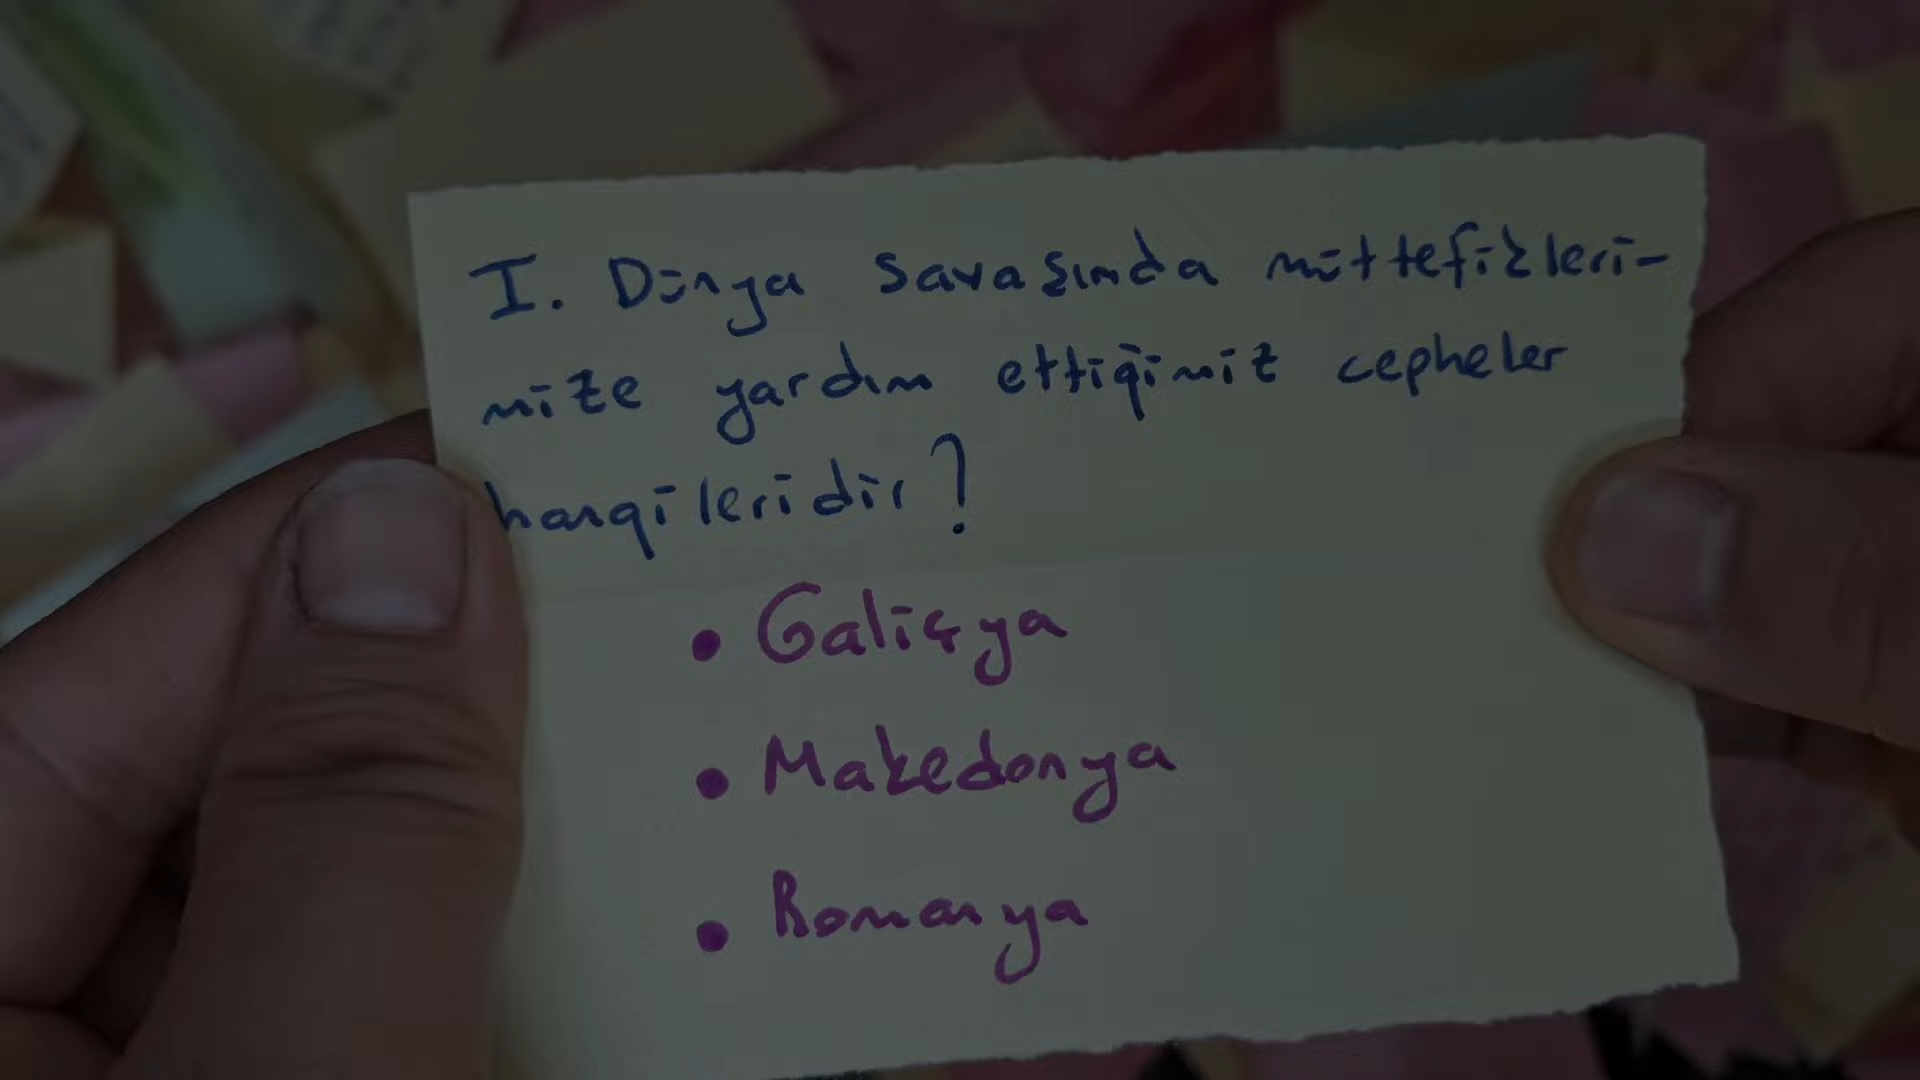 I. Dünya Savaşında müttefikleri-
mize yardım ettiğimiz cepheler
hangileridir?
• Galiçya
• Makedonya
• Romanya